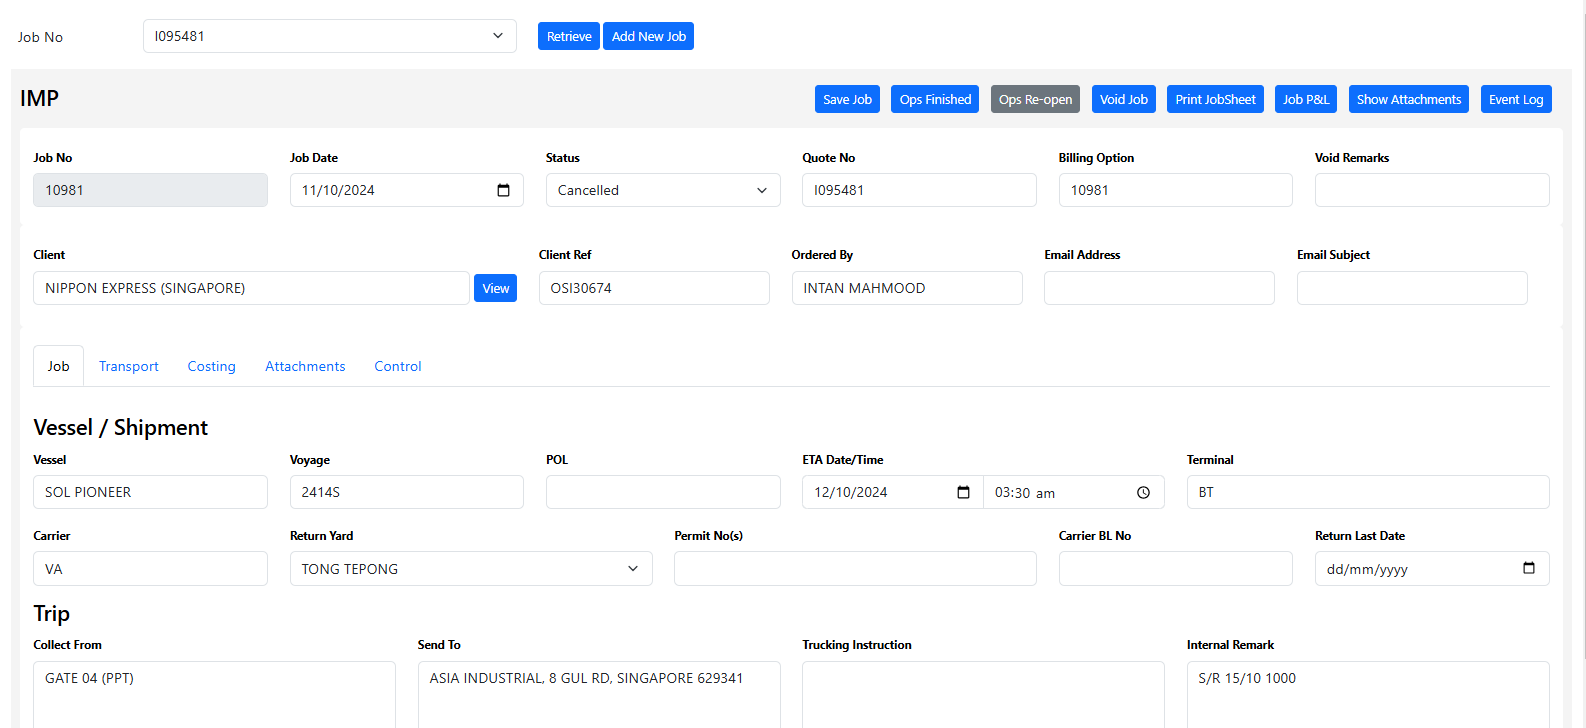 Job No
I095481
Retrieve
Add New Job
IMP
Save Job
Ops Finished
Ops Re-open
Void Job
Print JobSheet
Job P&L
Show Attachments
Event Log
Job No
Job Date
Status
Quote No
Billing Option
Void Remarks
10981
11/10/2024
Cancelled
I095481
10981
Client
Client Ref
Ordered By
Email Address
Email Subject
NIPPON EXPRESS (SINGAPORE)
View
OSI30674
INTAN MAHMOOD
Job
Transport
Costing
Attachments
Control
Vessel / Shipment
Vessel
Voyage
POL
ETA Date/Time
Terminal
SOL PIONEER
2414S
12/10/2024
03:30 am
BT
Carrier
Return Yard
Permit No(s)
Carrier BL No
Return Last Date
VA
TONG TEPONG
dd/mm/yyyy
Trip
Collect From
Send To
Trucking Instruction
Internal Remark
GATE 04 (PPT)
ASIA INDUSTRIAL, 8 GUL RD, SINGAPORE 629341
S/R 15/10 1000